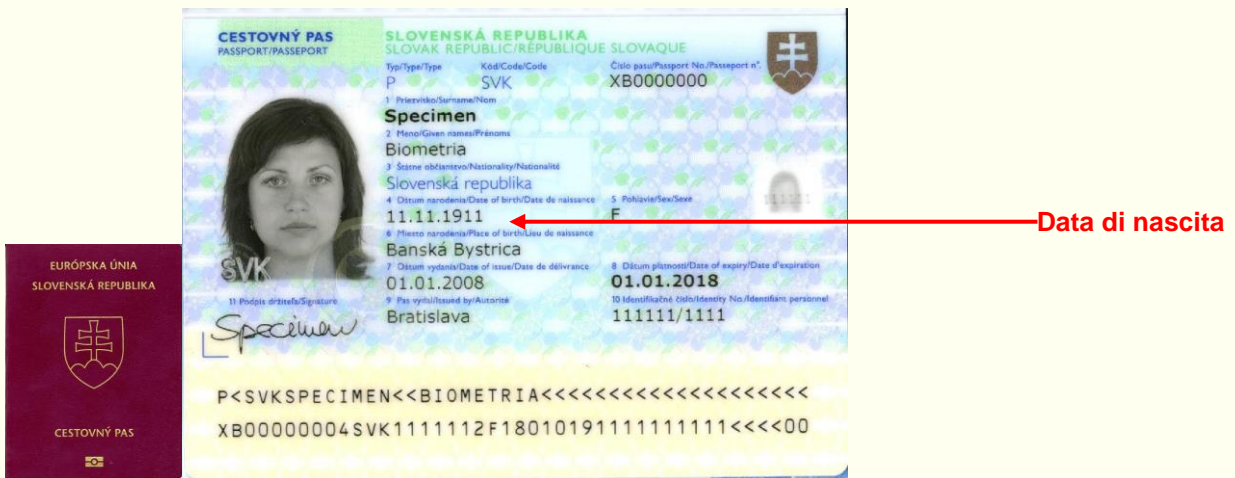 EURÓPSKA ÚNIA
SLOVENSKÁ REPUBLIKA
CESTOVNÝ PAS
CESTOVNÝ PAS
PASSPORT/PASSEPORT
SLOVENSKÁ REPUBLIKA
SLOVAK REPUBLIC/RÉPUBLIQUE SLOVAQUE
Typ/Type/Type Kód/Code/Code Číslo pasu/Passport No./Passeport n°.
P SVK XB0000000
1 Priezvisko/Surname/Nom
Specimen
2 Meno/Given names/Prénoms
Biometria
3 Štátne občianstvo/Nationality/Nationalité
Slovenská republika
4 Dátum narodenia/Date of birth/Date de naissance 5 Pohlavie/Sex/Sexe
11.11.1911 F
Data di nascita
6 Miesto narodenia/Place of birth/Lieu de naissance
Banská Bystrica
7 Dátum vydania/Date of issue/Date de délivrance 8 Dátum platnosti/Date of expiry/Date d'expiration
01.01.2008 01.01.2018
9 Pas vydal/Issued by/Autorité 10 Identifikačné číslo/Identity No./Identifiant personnel
Bratislava 111111/1111
SVK
11 Podpis držiteľa/Signature
Specimen
P<SVKSPECIMEN<<BIOMETRIA<<<<<<<<<<<<<<<<<<<<
XB00000004SVK1111112F18010191111111111<<<<00